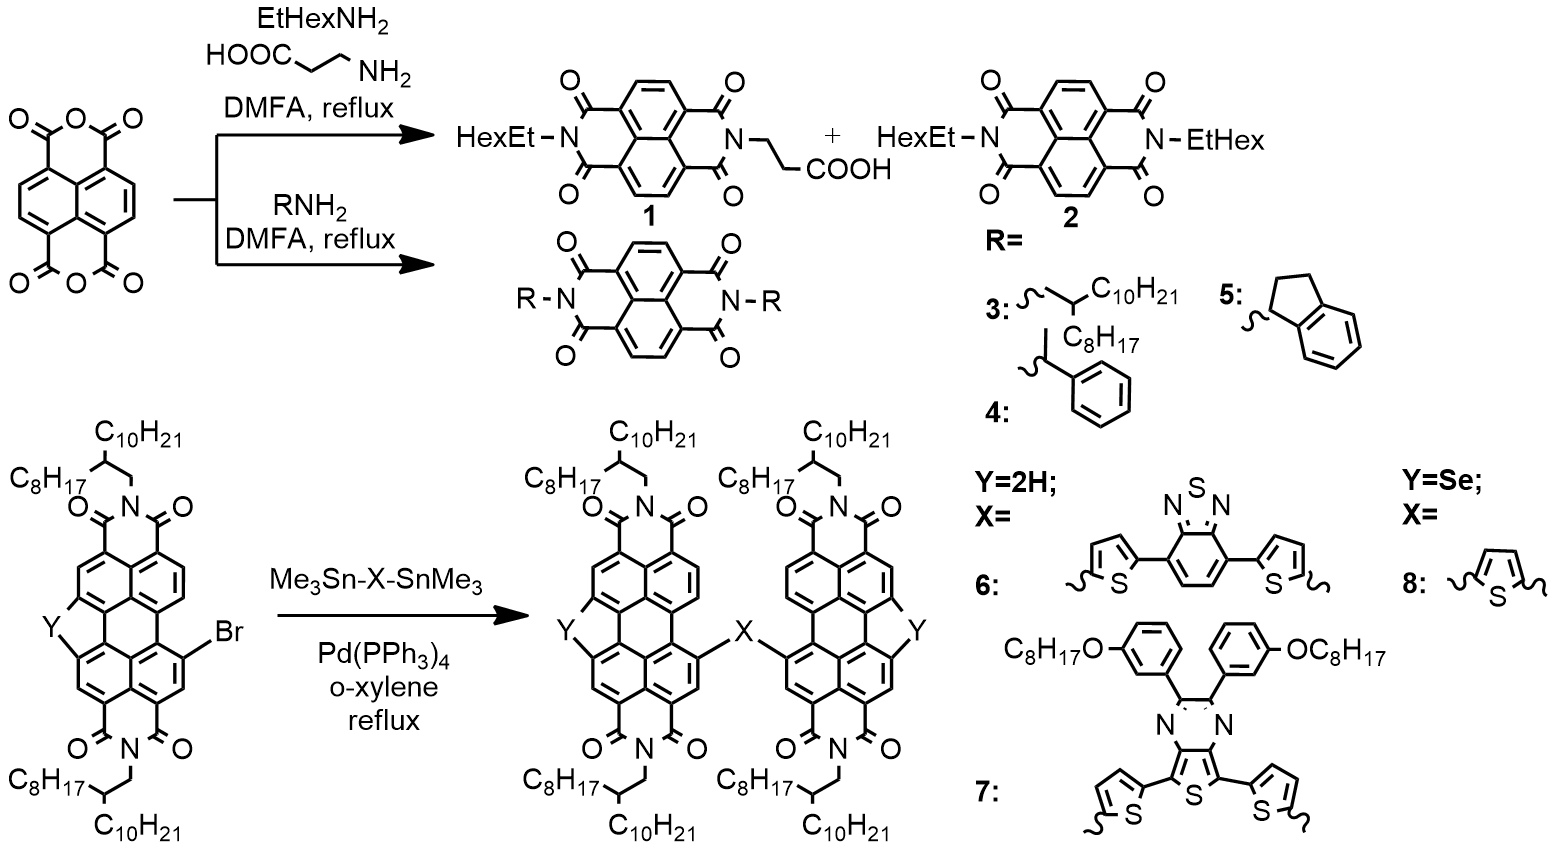 EtHexNH2
HOOC
NH2
DMFA, reflux
RNH2
DMFA, reflux
O O O
O O O
O O
HexEt N N
COOH
O O
1
+
O O
HexEt N N EtHex
O O
2
O O
R N N R
O O
R=
3:
C10H21
C8H17
4:
5:
C10H21
C8H17
N
O O
Y
Br
O O
N
C8H17
C10H21
Me3Sn-X-SnMe3
Pd(PPh3)4
o-xylene
reflux
C10H21 C10H21
C8H17 C8H17
N N
O O O O
Y X Y
O O O O
N N
C8H17 C8H17
C10H21 C10H21
Y=2H;
X=
6:
S
N N
S S
Y=Se;
X=
8:
S
7:
C8H17O OC8H17
N N
S S S